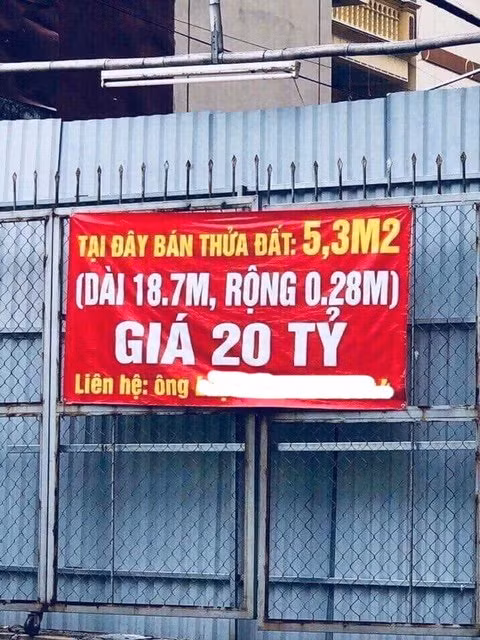 TẠI ĐÂY BÁN THỬA ĐẤT: 5,3M2
(DÀI 18.7M, RỘNG 0.28M)
GIÁ 20 TỶ
Liên hệ: ông